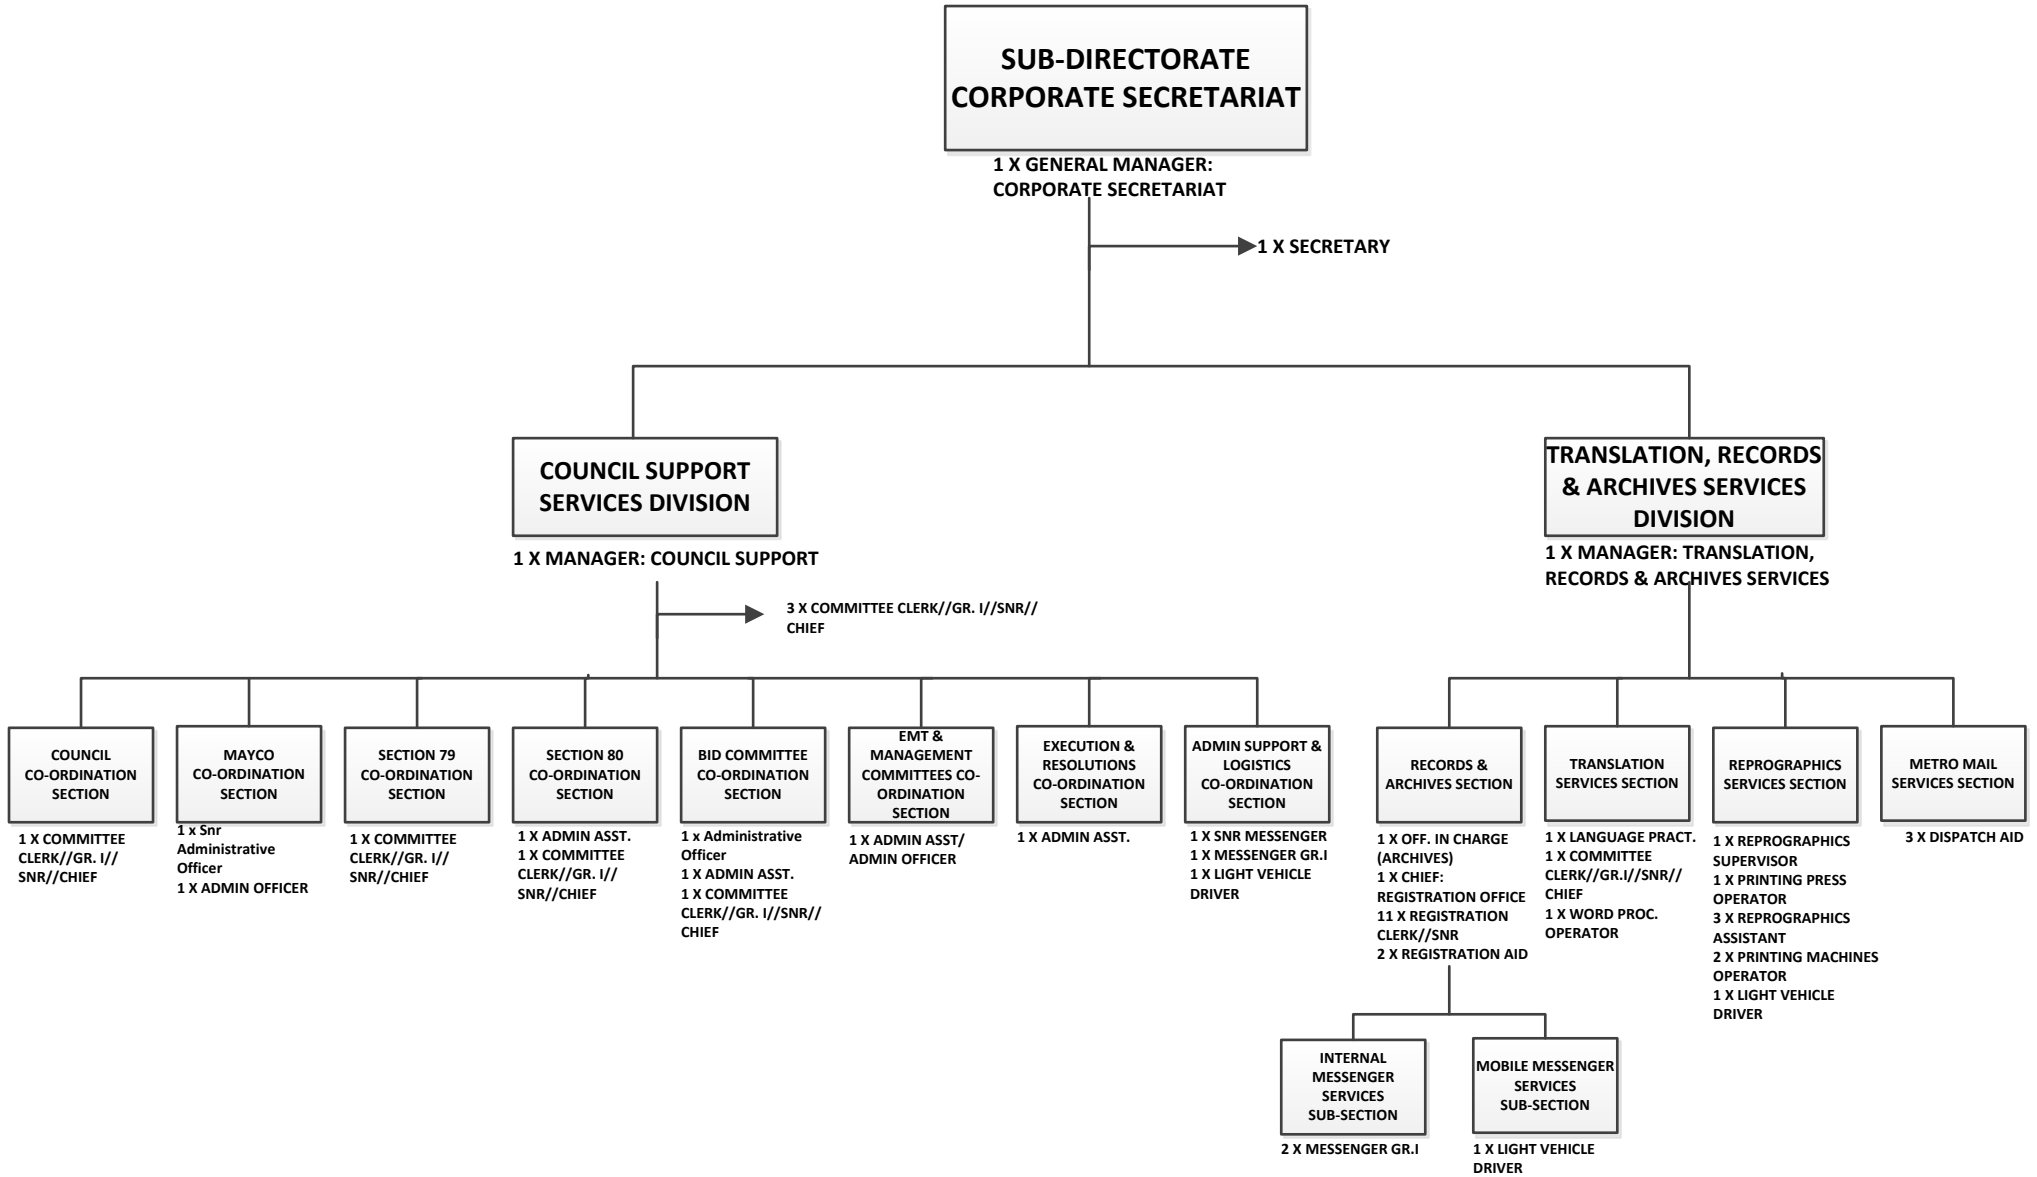 SUB-DIRECTORATE
CORPORATE SECRETARIAT
1 X GENERAL MANAGER:
CORPORATE SECRETARIAT
1 X SECRETARY
COUNCIL SUPPORT
SERVICES DIVISION
1 X MANAGER: COUNCIL SUPPORT
3 X COMMITTEE CLERK//GR. I//SNR//
CHIEF
TRANSLATION, RECORDS
& ARCHIVES SERVICES
DIVISION
1 X MANAGER: TRANSLATION,
RECORDS & ARCHIVES SERVICES
COUNCIL
CO-ORDINATION
SECTION
1 X COMMITTEE
CLERK//GR. I//
SNR//CHIEF
MAYCO
CO-ORDINATION
SECTION
1 x Snr
Administrative
Officer
1 X ADMIN OFFICER
SECTION 79
CO-ORDINATION
SECTION
1 X COMMITTEE
CLERK//GR. I//
SNR//CHIEF
SECTION 80
CO-ORDINATION
SECTION
1 X ADMIN ASST.
1 X COMMITTEE
CLERK//GR. I//
SNR//CHIEF
BID COMMITTEE
CO-ORDINATION
SECTION
1 x Administrative
Officer
1 X ADMIN ASST.
1 X COMMITTEE
CLERK//GR. I//SNR//
CHIEF
EMT &
MANAGEMENT
COMMITTEES CO-
ORDINATION
SECTION
1 X ADMIN ASST/
ADMIN OFFICER
EXECUTION &
RESOLUTIONS
CO-ORDINATION
SECTION
1 X ADMIN ASST.
ADMIN SUPPORT &
LOGISTICS
CO-ORDINATION
SECTION
1 X SNR MESSENGER
1 X MESSENGER GR.I
1 X LIGHT VEHICLE
DRIVER
RECORDS &
ARCHIVES SECTION
1 X OFF. IN CHARGE
(ARCHIVES)
1 X CHIEF:
REGISTRATION OFFICE
11 X REGISTRATION
CLERK//SNR
2 X REGISTRATION AID
TRANSLATION
SERVICES SECTION
1 X LANGUAGE PRACT.
1 X COMMITTEE
CLERK//GR.I//SNR//
CHIEF
1 X WORD PROC.
OPERATOR
REPROGRAPHICS
SERVICES SECTION
1 X REPROGRAPHICS
SUPERVISOR
1 X PRINTING PRESS
OPERATOR
3 X REPROGRAPHICS
ASSISTANT
2 X PRINTING MACHINES
OPERATOR
1 X LIGHT VEHICLE
DRIVER
METRO MAIL
SERVICES SECTION
3 X DISPATCH AID
INTERNAL
MESSENGER
SERVICES
SUB-SECTION
2 X MESSENGER GR.I
MOBILE MESSENGER
SERVICES
SUB-SECTION
1 X LIGHT VEHICLE
DRIVER